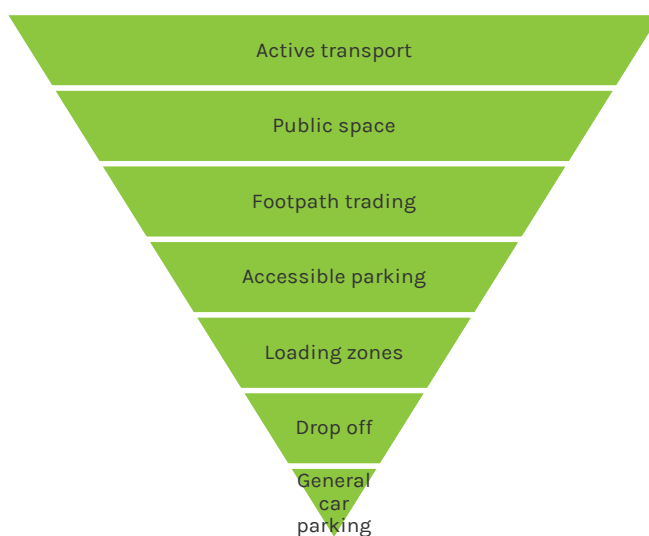 Active transport
Public space
Footpath trading
Accessible parking
Loading zones
Drop off
General
car
parking